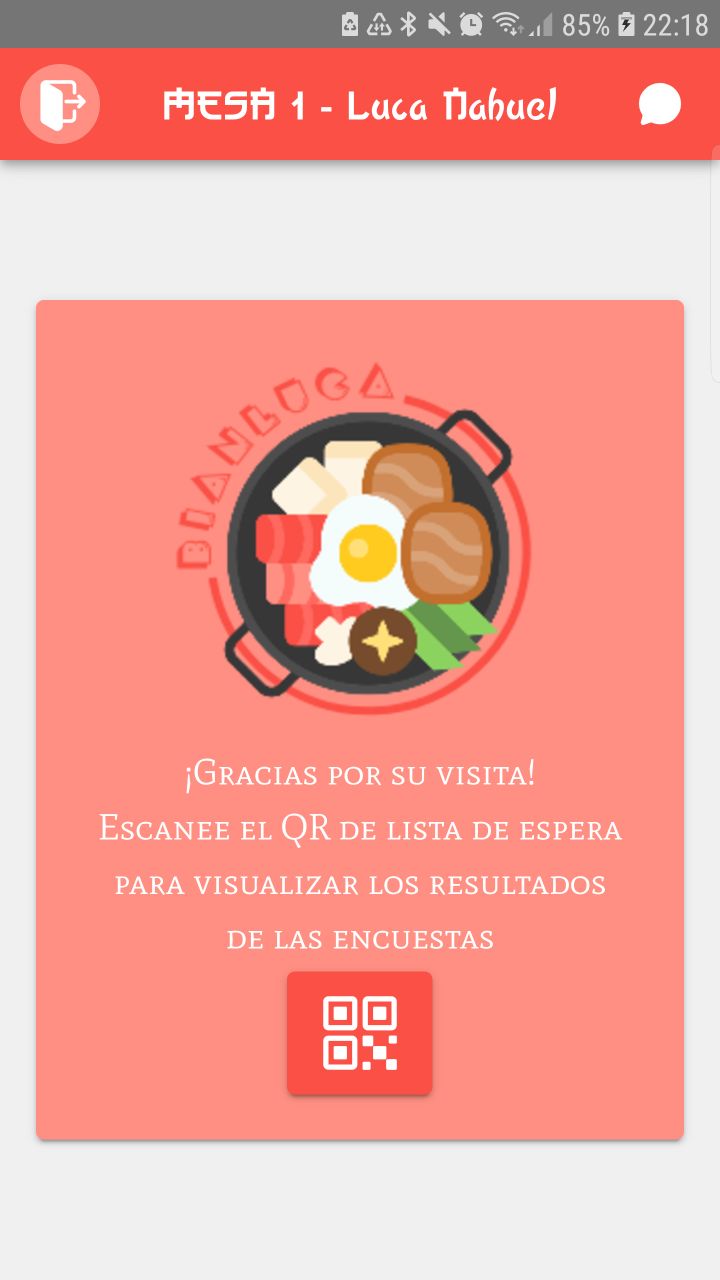 85% 22:18
MESA 1 - Luca Nahuel
BIANLUCA
¡Gracias por su visita!
Escanee el QR de lista de espera
para visualizar los resultados
de las encuestas